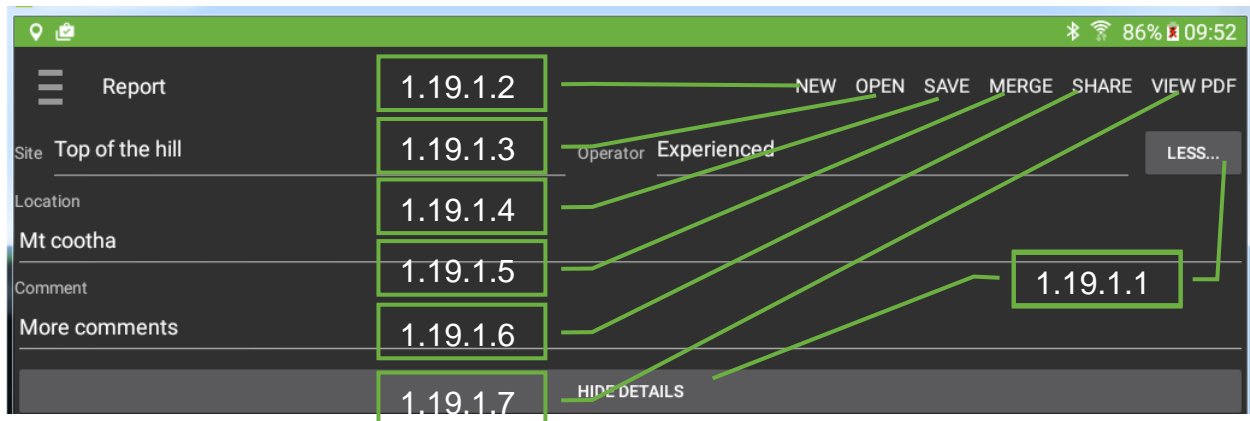 86% 09:52
Report 1.19.1.2 NEW OPEN SAVE MERGE SHARE VIEW PDF
Site Top of the hill 1.19.1.3 Operator Experienced LESS...
Location
1.19.1.4
Mt cootha
1.19.1.5 1.19.1.1
Comment
More comments 1.19.1.6
HIDE DETAILS
1.19.1.7